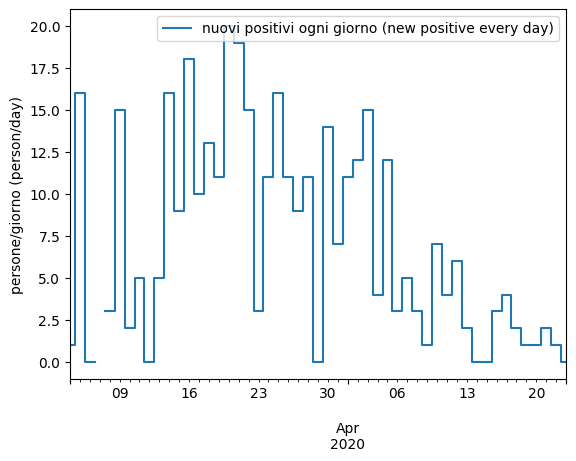 nuovi positivi ogni giorno (new positive every day)
persone/giorno (person/day)
20.0
17.5
15.0
12.5
10.0
7.5
5.0
2.5
0.0
09 16 23 30 06 13 20
Apr
2020